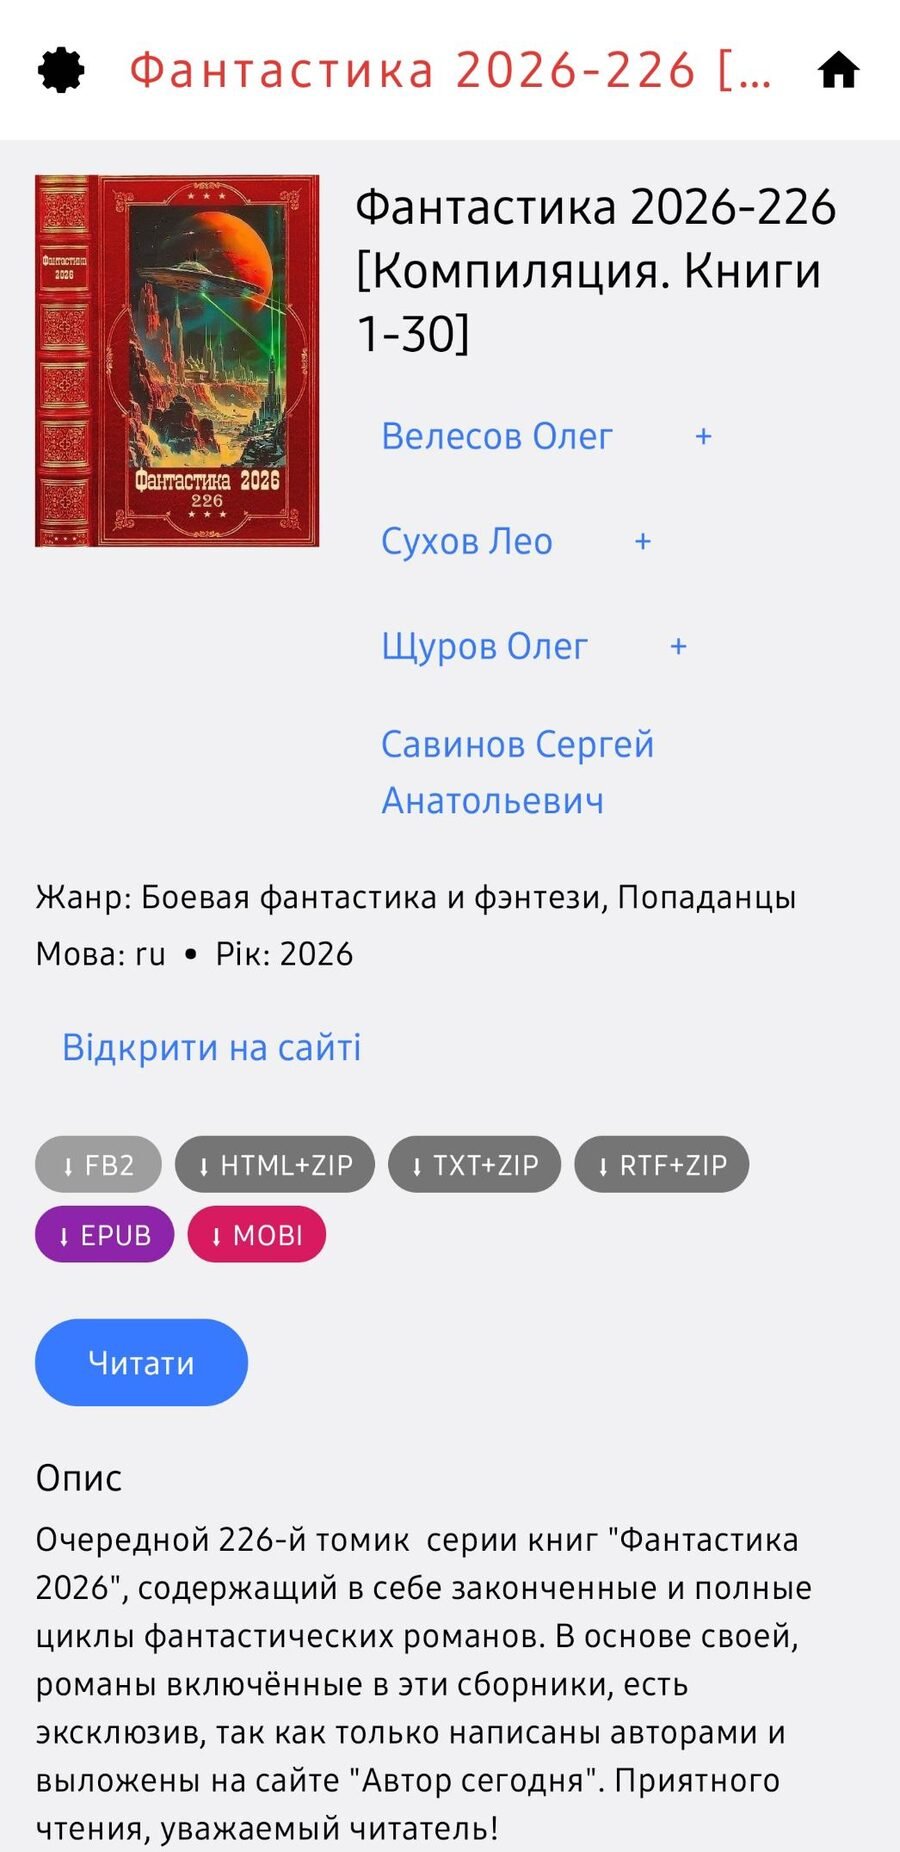 Фантастика 2026-226 [...
Фантастика
2026
Фантастика 2026
226
Фантастика 2026-226
[Компиляция. Книги
1-30]
Велесов Олег +
Сухов Лео +
Щуров Олег +
Савинов Сергей
Анатольевич
Жанр: Боевая фантастика и фэнтези, Попаданцы
Мова: ru • Рік: 2026
Відкрити на сайті
↓ FB2 ↓ HTML+ZIP ↓ TXT+ZIP ↓ RTF+ZIP
↓ EPUB ↓ MOBI
Читати
Опис
Очередной 226-й томик  серии книг "Фантастика
2026", содержащий в себе законченные и полные
циклы фантастических романов. В основе своей,
романы включённые в эти сборники, есть
эксклюзив, так как только написаны авторами и
выложены на сайте "Автор сегодня". Приятного
чтения, уважаемый читатель!